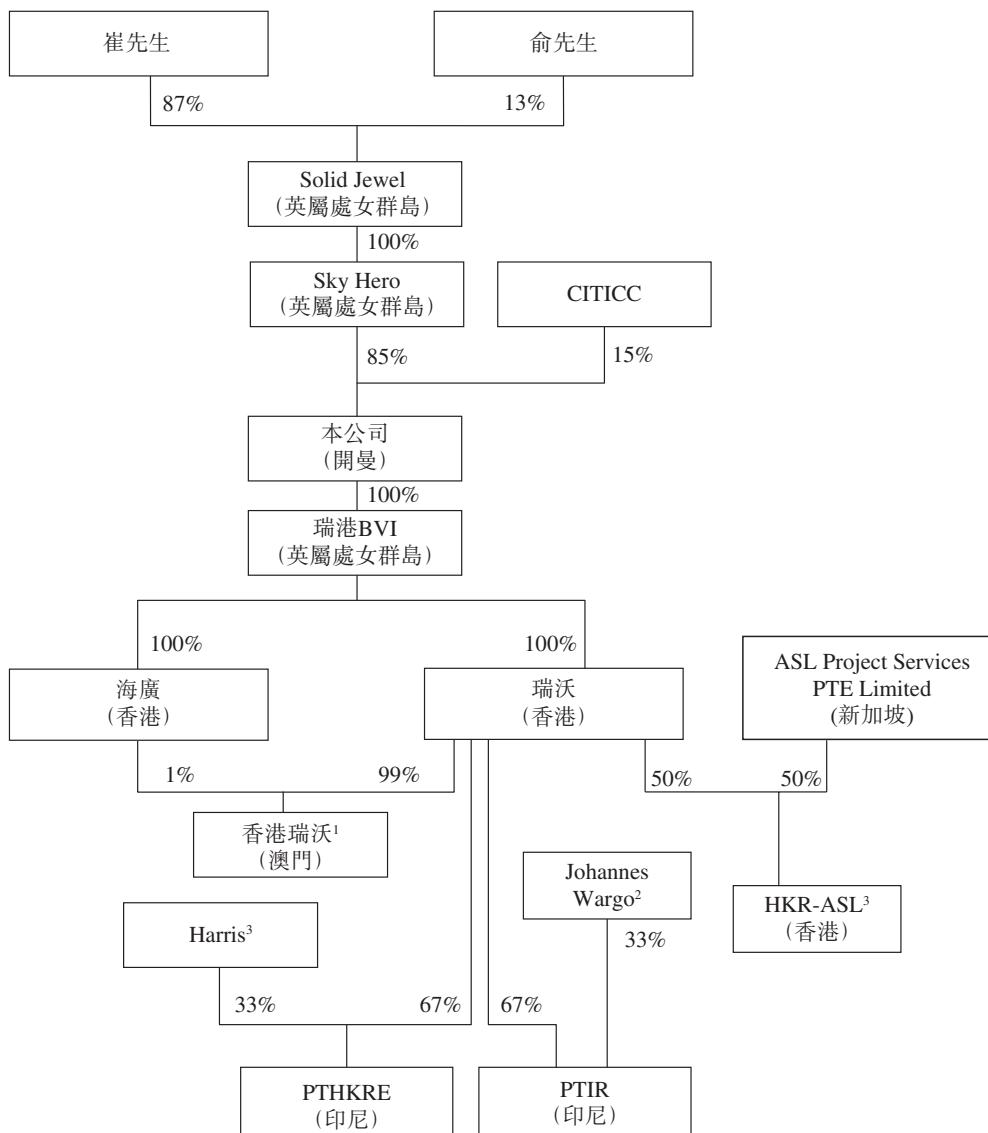 崔先生
俞先生
87%
13%
Solid Jewel
（英屬處女群島）
100%
Sky Hero
（英屬處女群島）
CITICC
85%
15%
本公司
（開曼）
100%
瑞港BVI
（英屬處女群島）
100%
100%
海廣
（香港）
瑞沃
（香港）
ASL Project Services
PTE Limited
(新加坡)
1%
99%
50%
50%
香港瑞沃¹
（澳門）
Johannes
Wargo²
HKR-ASL³
（香港）
Harris³
33%
33%
67%
67%
PTHKRE
（印尼）
PTIR
（印尼）